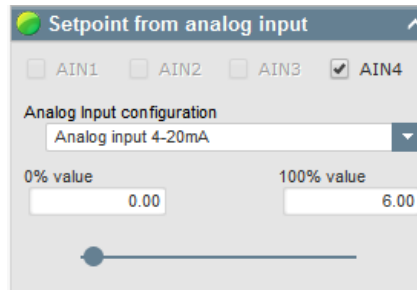 Setpoint from analog input
AIN1 AIN2 AIN3 AIN4
Analog Input configuration
Analog input 4-20mA
0% value 100% value
0.00 6.00